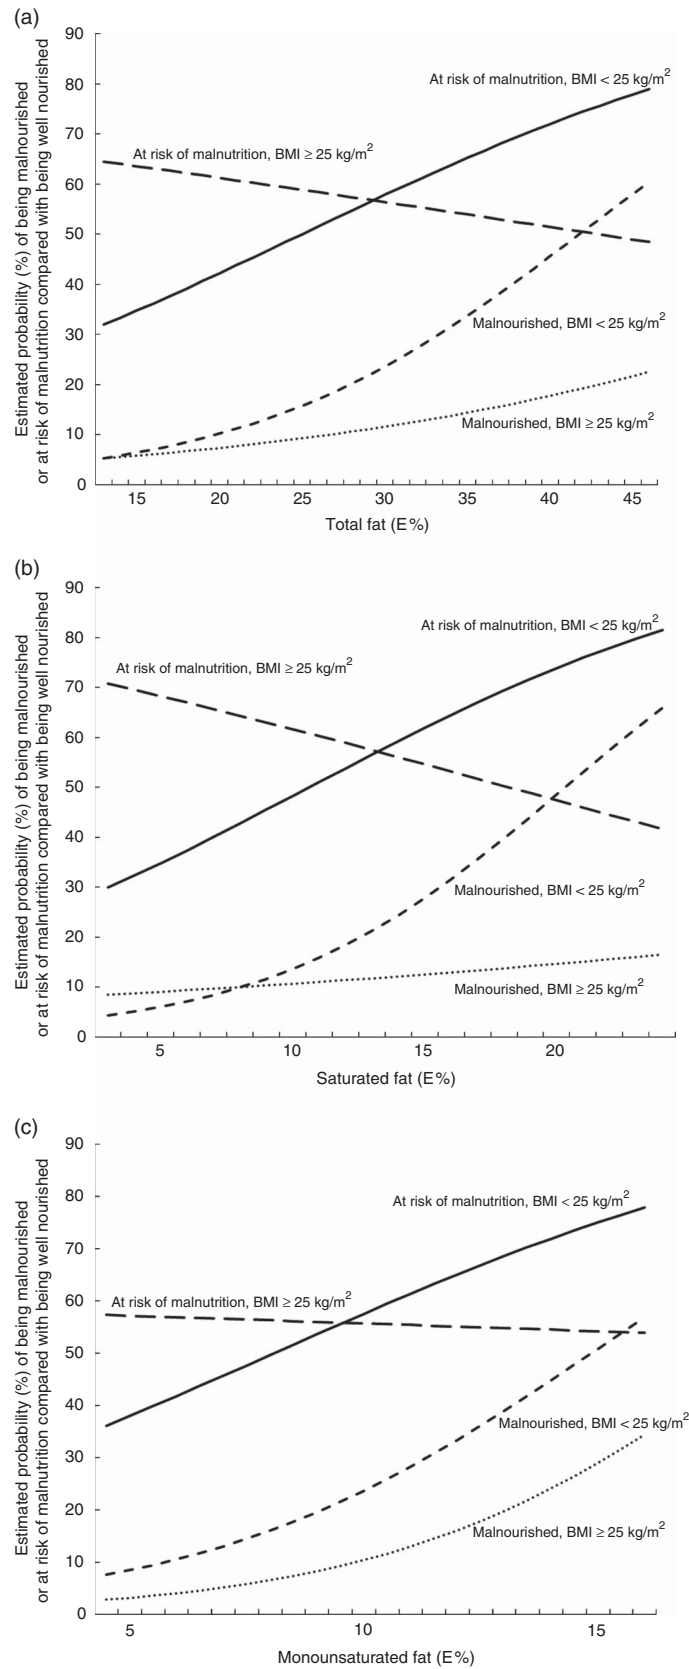 (a)
Estimated probability (%) of being malnourished
or at risk of malnutrition compared with being well nourished
90
80
70
60
50
40
30
20
10
0
At risk of malnutrition, BMI < 25 kg/m²
At risk of malnutrition, BMI ≥ 25 kg/m²
Malnourished, BMI < 25 kg/m²
Malnourished, BMI ≥ 25 kg/m²
15 20 25 30 35 40 45
Total fat (E%)
(b)
Estimated probability (%) of being malnourished
or at risk of malnutrition compared with being well nourished
90
80
70
60
50
40
30
20
10
0
At risk of malnutrition, BMI < 25 kg/m²
At risk of malnutrition, BMI ≥ 25 kg/m²
Malnourished, BMI < 25 kg/m²
Malnourished, BMI ≥ 25 kg/m²
5 10 15 20
Saturated fat (E%)
(c)
Estimated probability (%) of being malnourished
or at risk of malnutrition compared with being well nourished
90
80
70
60
50
40
30
20
10
0
At risk of malnutrition, BMI < 25 kg/m²
At risk of malnutrition, BMI ≥ 25 kg/m²
Malnourished, BMI < 25 kg/m²
Malnourished, BMI ≥ 25 kg/m²
5 10 15
Monounsaturated fat (E%)